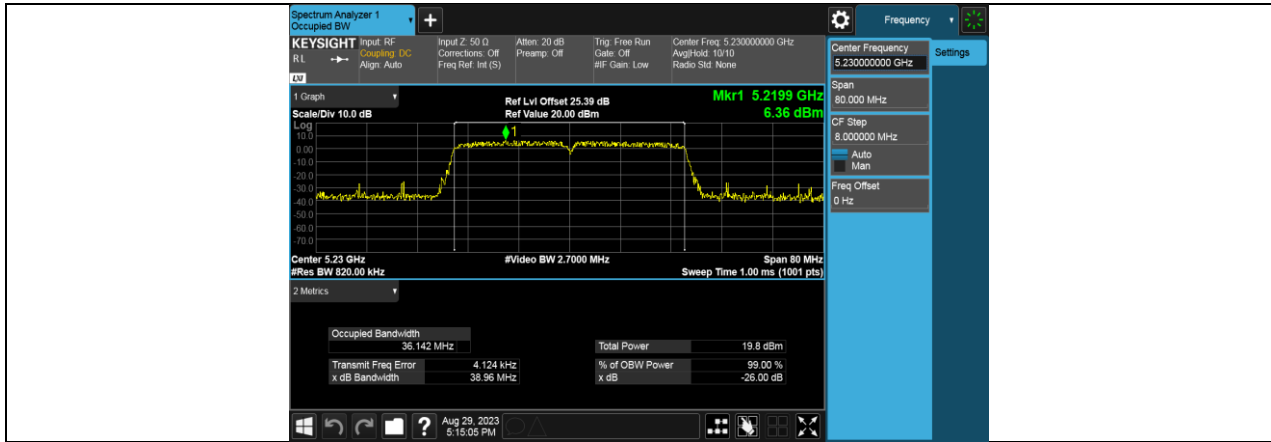 Spectrum Analyzer 1
Occupied BW
+
Frequency
KEYSIGHT
R L
LXI
Input: RF
Coupling: DC
Align: Auto
Input Z: 50 Ω
Corrections: Off
Freq Ref: Int (S)
Atten: 20 dB
Preamp: Off
Trig: Free Run
Gate: Off
#IF Gain: Low
Center Freq: 5.230000000 GHz
Avg|Hold: 10/10
Radio Std: None
Center Frequency
5.230000000 GHz
Settings
Span
80.000 MHz
CF Step
8.000000 MHz
Auto
Man
Freq Offset
0 Hz
1 Graph
Scale/Div 10.0 dB
Ref Lvl Offset 25.39 dB
Ref Value 20.00 dBm
Mkr1 5.2199 GHz
6.36 dBm
Log
10.0
0.00
-10.0
-20.0
-30.0
-40.0
-50.0
-60.0
-70.0
1
Center 5.23 GHz
#Res BW 820.00 kHz
#Video BW 2.7000 MHz
Span 80 MHz
Sweep Time 1.00 ms (1001 pts)
2 Metrics
Occupied Bandwidth
36.142 MHz
Total Power 19.8 dBm
Transmit Freq Error 4.124 kHz
% of OBW Power 99.00 %
x dB Bandwidth 38.96 MHz
x dB -26.00 dB
?
Aug 29, 2023
5:15:05 PM